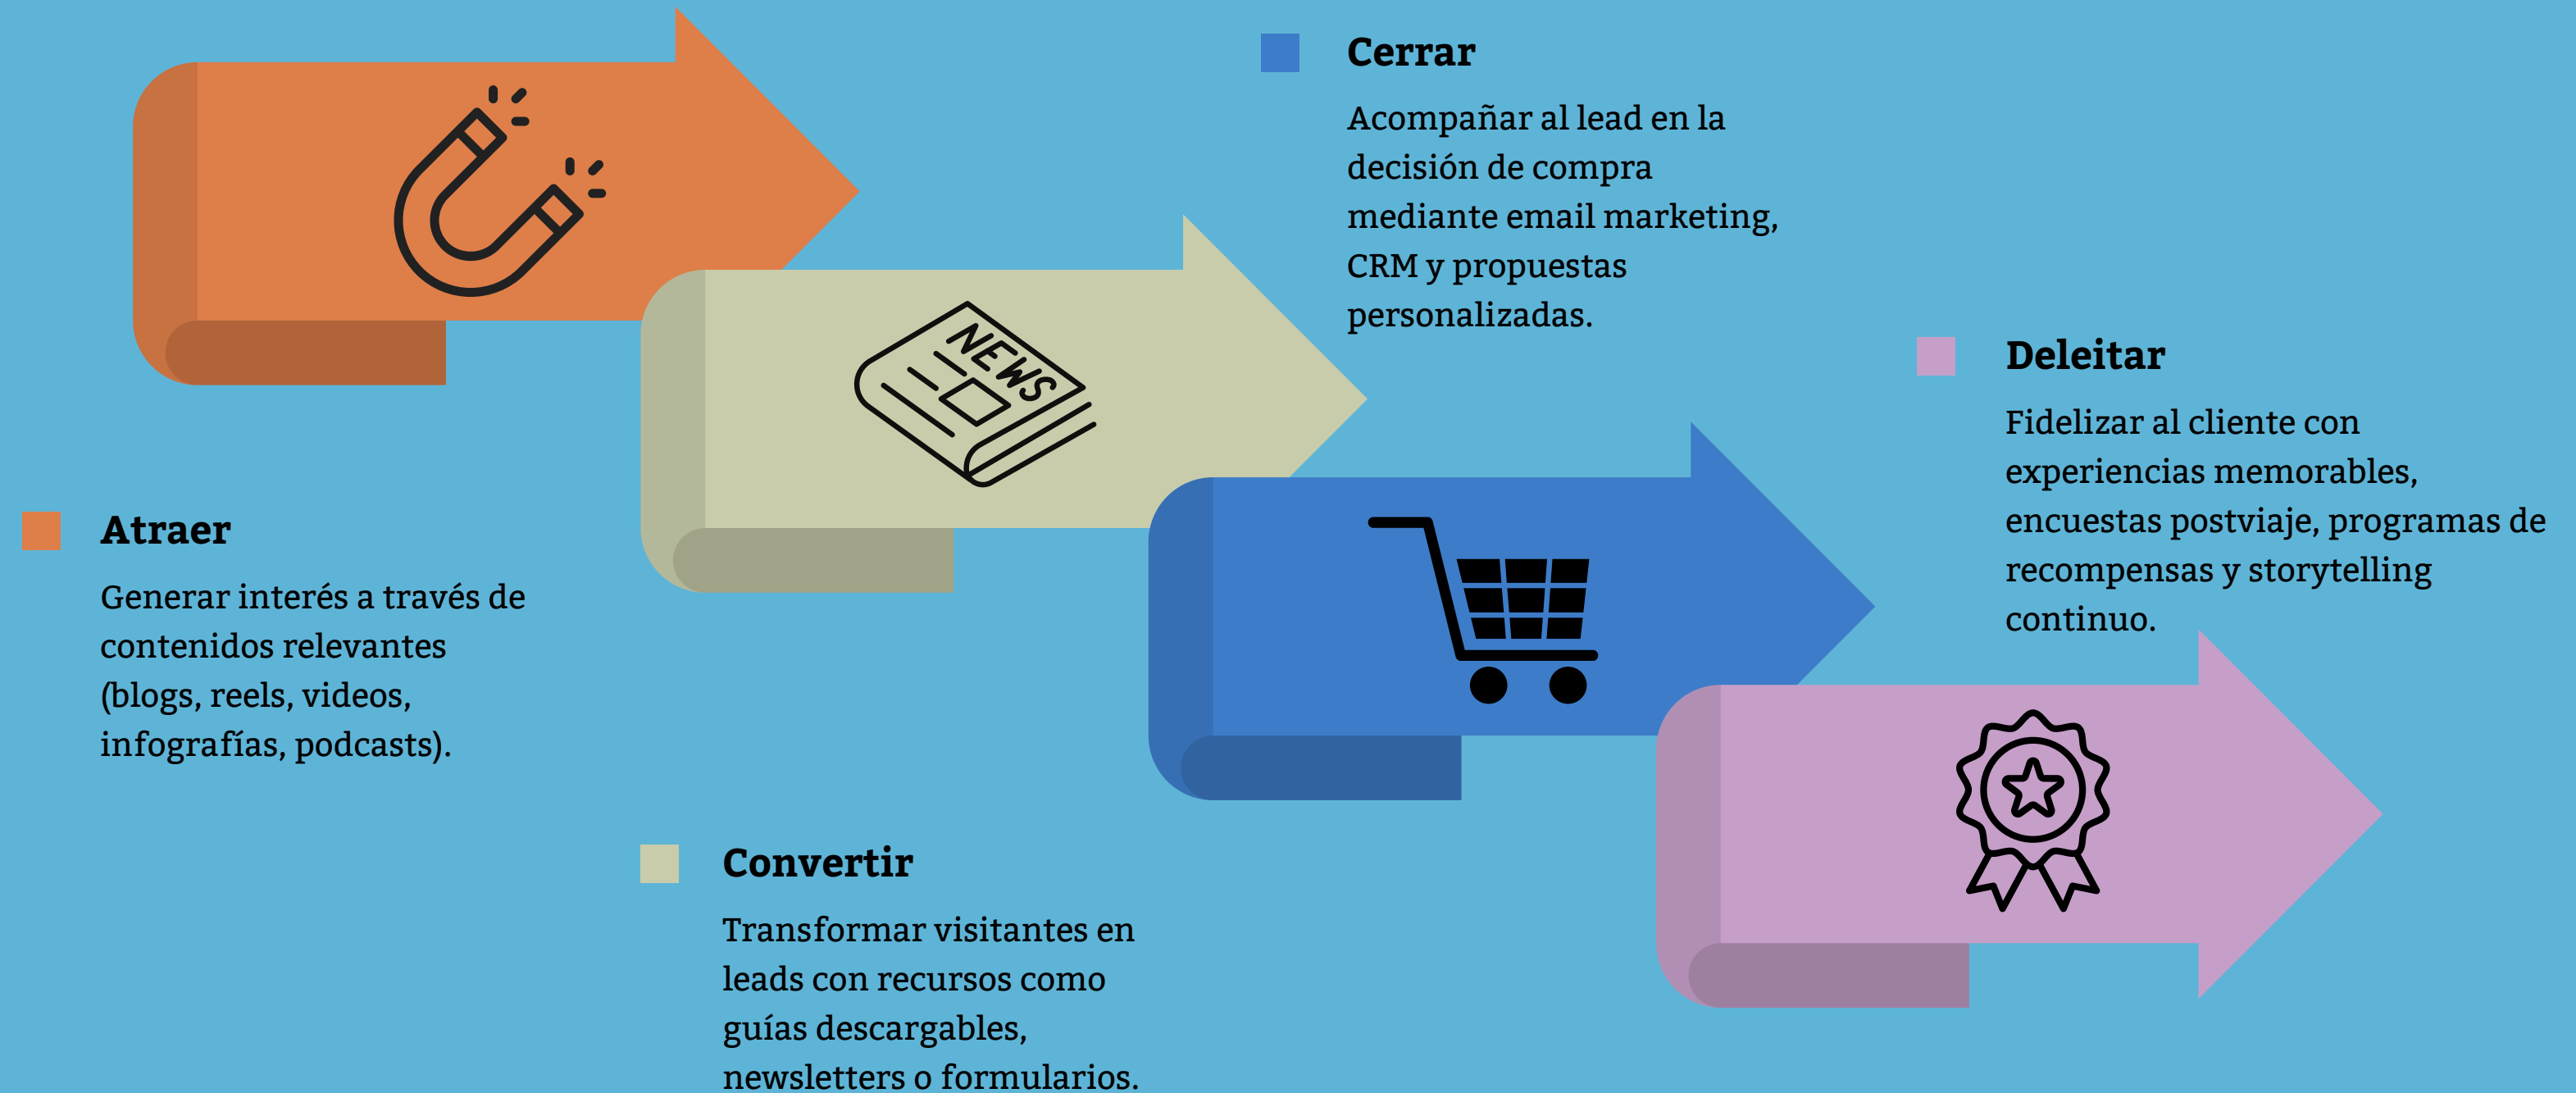 Atraer
Generar interés a través de
contenidos relevantes
(blogs, reels, videos,
infografías, podcasts).
NEWS
Convertir
Transformar visitantes en
leads con recursos como
guías descargables,
newsletters o formularios.
Cerrar
Acompañar al lead en la
decisión de compra
mediante email marketing,
CRM y propuestas
personalizadas.
Deleitar
Fidelizar al cliente con
experiencias memorables,
encuestas postviaje, programas de
recompensas y storytelling
continuo.